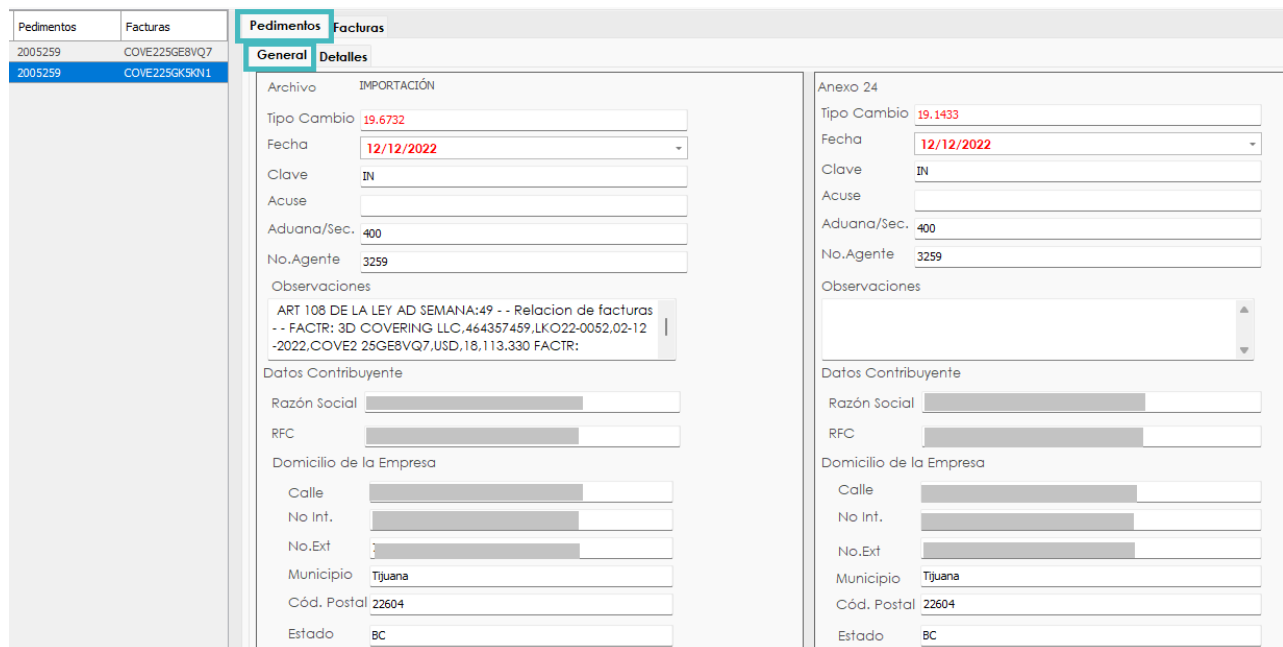 Pedimentos Facturas
2005259 COVE225GE8VQ7
2005259 COVE225GK5KN1
Pedimentos Facturas
General Detalles
Archivo IMPORTACIÓN
Tipo Cambio 19.6732
Fecha 12/12/2022
Clave IN
Acuse
Aduana/Sec. 400
No.Agente 3259
Observaciones
ART 108 DE LA LEY AD SEMANA:49 - - Relacion de facturas
- - FACTR: 3D COVERING LLC,464357459,LKO22-0052,02-12
-2022,COVE2 25GE8VQ7,USD,18,113.330 FACTR:
Datos Contribuyente
Razón Social
RFC
Domicilio de la Empresa
Calle
No Int.
No.Ext
Municipio Tijuana
Cód. Postal 22604
Estado BC
Anexo 24
Tipo Cambio 19.1433
Fecha 12/12/2022
Clave IN
Acuse
Aduana/Sec. 400
No.Agente 3259
Observaciones
Datos Contribuyente
Razón Social
RFC
Domicilio de la Empresa
Calle
No Int.
No.Ext
Municipio Tijuana
Cód. Postal 22604
Estado BC